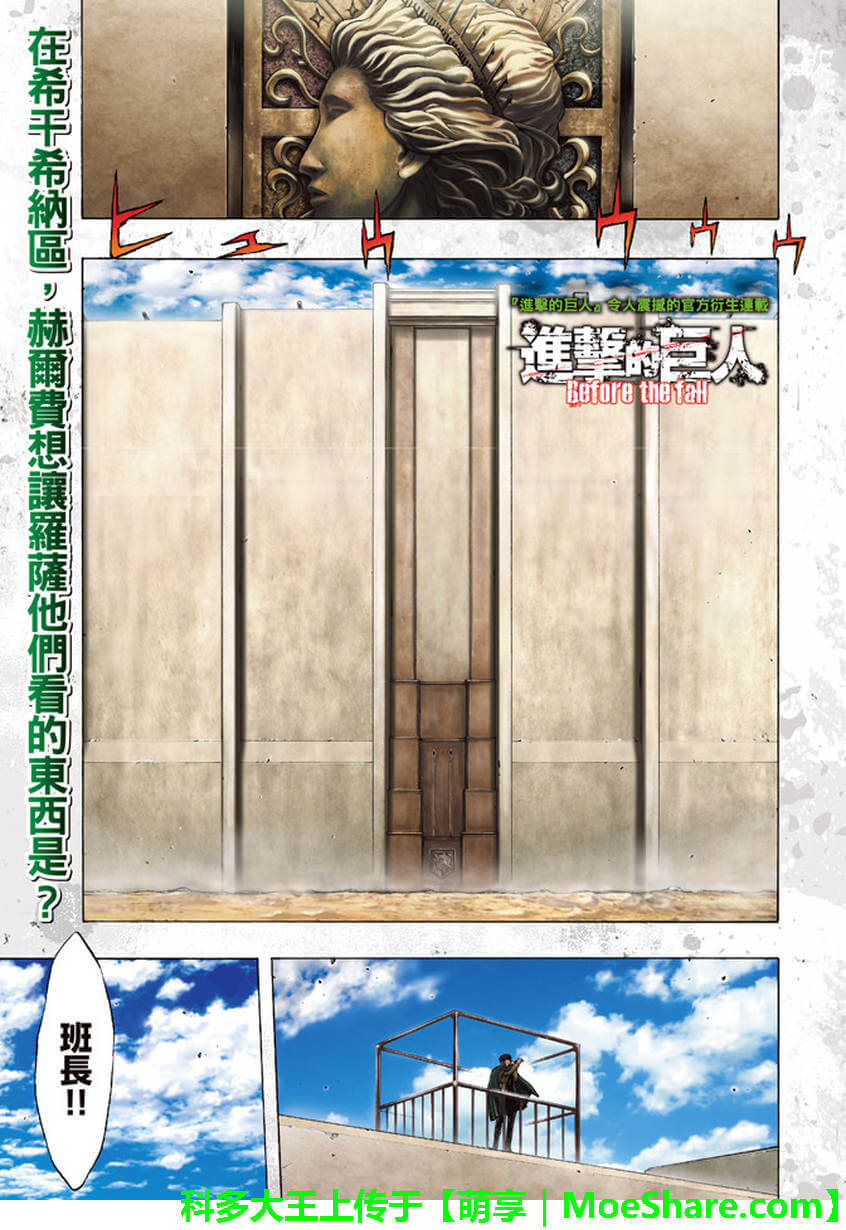 在希干希納區，赫爾費想讓羅薩他們看的東西是？
ヒュウウウウ
『進擊的巨人』令人震撼的官方衍生連載
進擊的巨人
Before the fall
班長!!
科多大王上传于【萌享｜MoeShare.com】